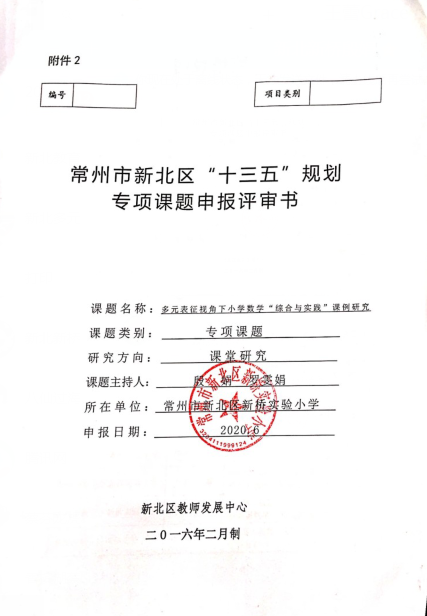 附件 2
编号
项目类别
常州市新北区“十三五”规划
专项课题申报评审书
课题名称：多元表征视角下小学数学“综合与实践”课例研究
课题类别：专项课题
研究方向：课堂研究
课题主持人：殷 娟 雯娟
所在单位：常州市新北区新桥实验小学
申报日期：2020.6
新北区教师发展中心
二〇一六年二月制